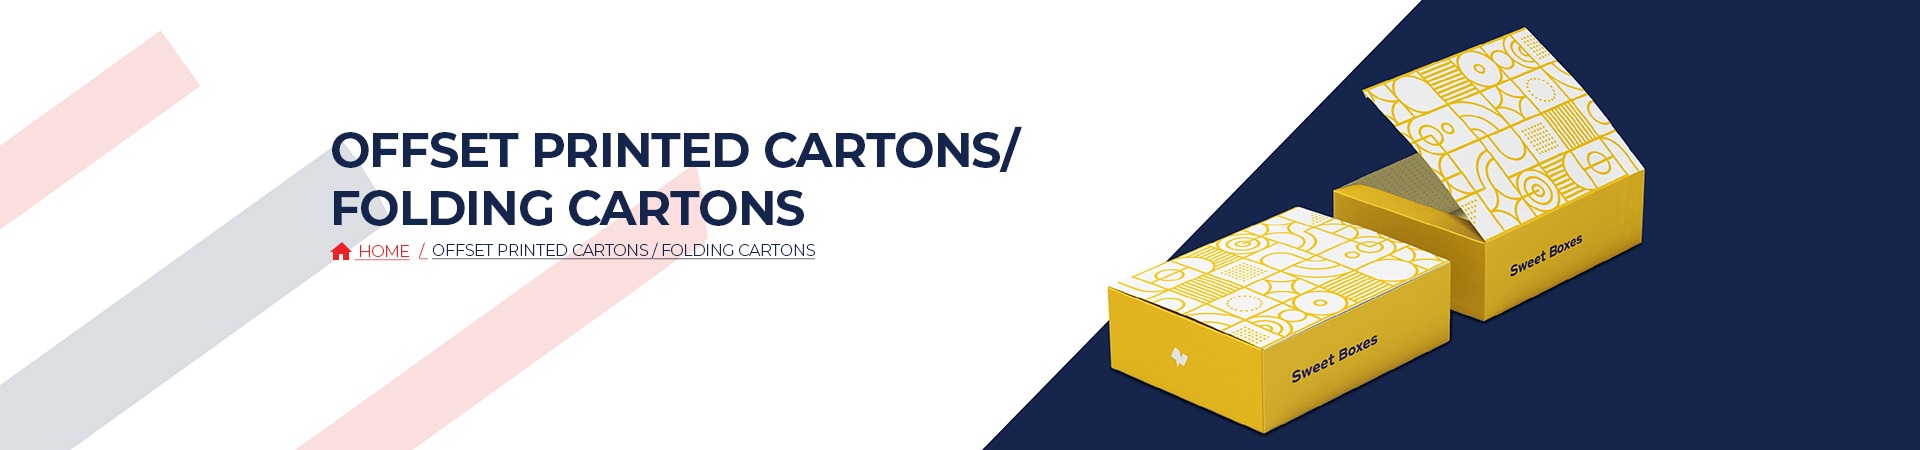 OFFSET PRINTED CARTONS/
FOLDING CARTONS
HOME / OFFSET PRINTED CARTONS / FOLDING CARTONS
Sweet Boxes
Sweet Boxes